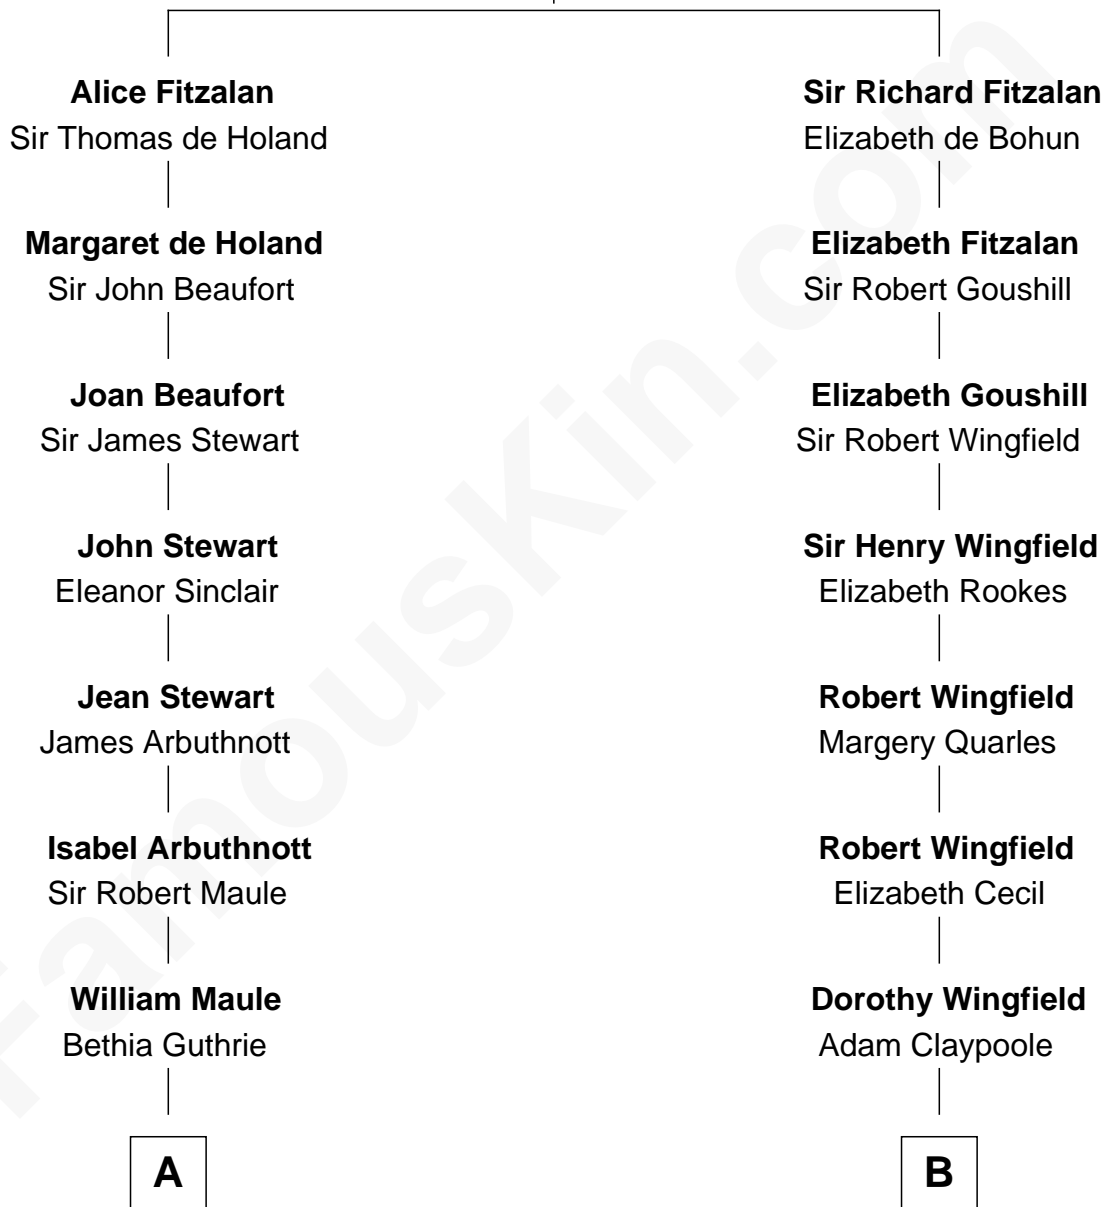 Alice Fitzalan
Sir Thomas de Holand
Margaret de Holand
Sir John Beaufort
Joan Beaufort
Sir James Stewart
John Stewart
Eleanor Sinclair
Jean Stewart
James Arbuthnott
Isabel Arbuthnott
Sir Robert Maule
William Maule
Bethia Guthrie
A
Sir Richard Fitzalan
Elizabeth de Bohun
Elizabeth Fitzalan
Sir Robert Goushill
Elizabeth Goushill
Sir Robert Wingfield
Sir Henry Wingfield
Elizabeth Rookes
Robert Wingfield
Margery Quarles
Robert Wingfield
Elizabeth Cecil
Dorothy Wingfield
Adam Claypoole
B
FamousKin.com